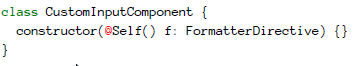 class CustomInputComponent {
  constructor(@Self() f: FormatterDirective) {}
}